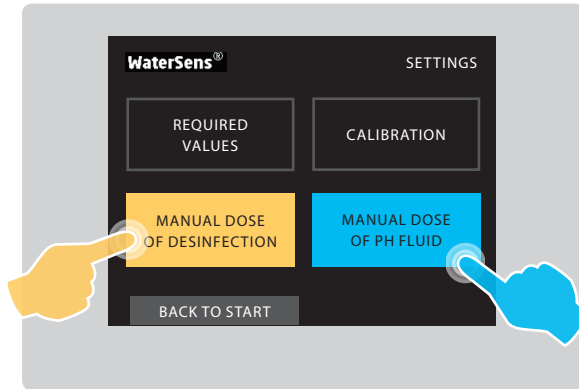 WaterSens®
SETTINGS
REQUIRED
VALUES
CALIBRATION
MANUAL DOSE
OF DESINFECTION
MANUAL DOSE
OF PH FLUID
BACK TO START